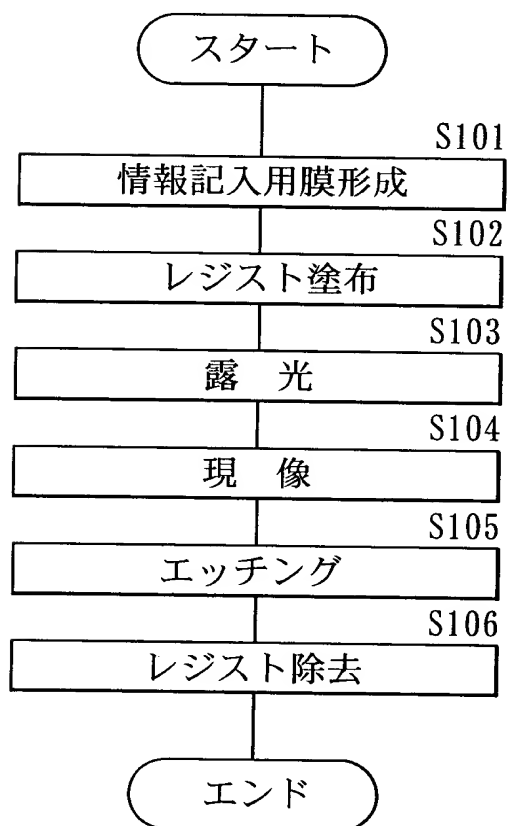 スタート
S101
情報記入用膜形成
S102
レジスト塗布
S103
露　光
S104
現　像
S105
エッチング
S106
レジスト除去
エンド